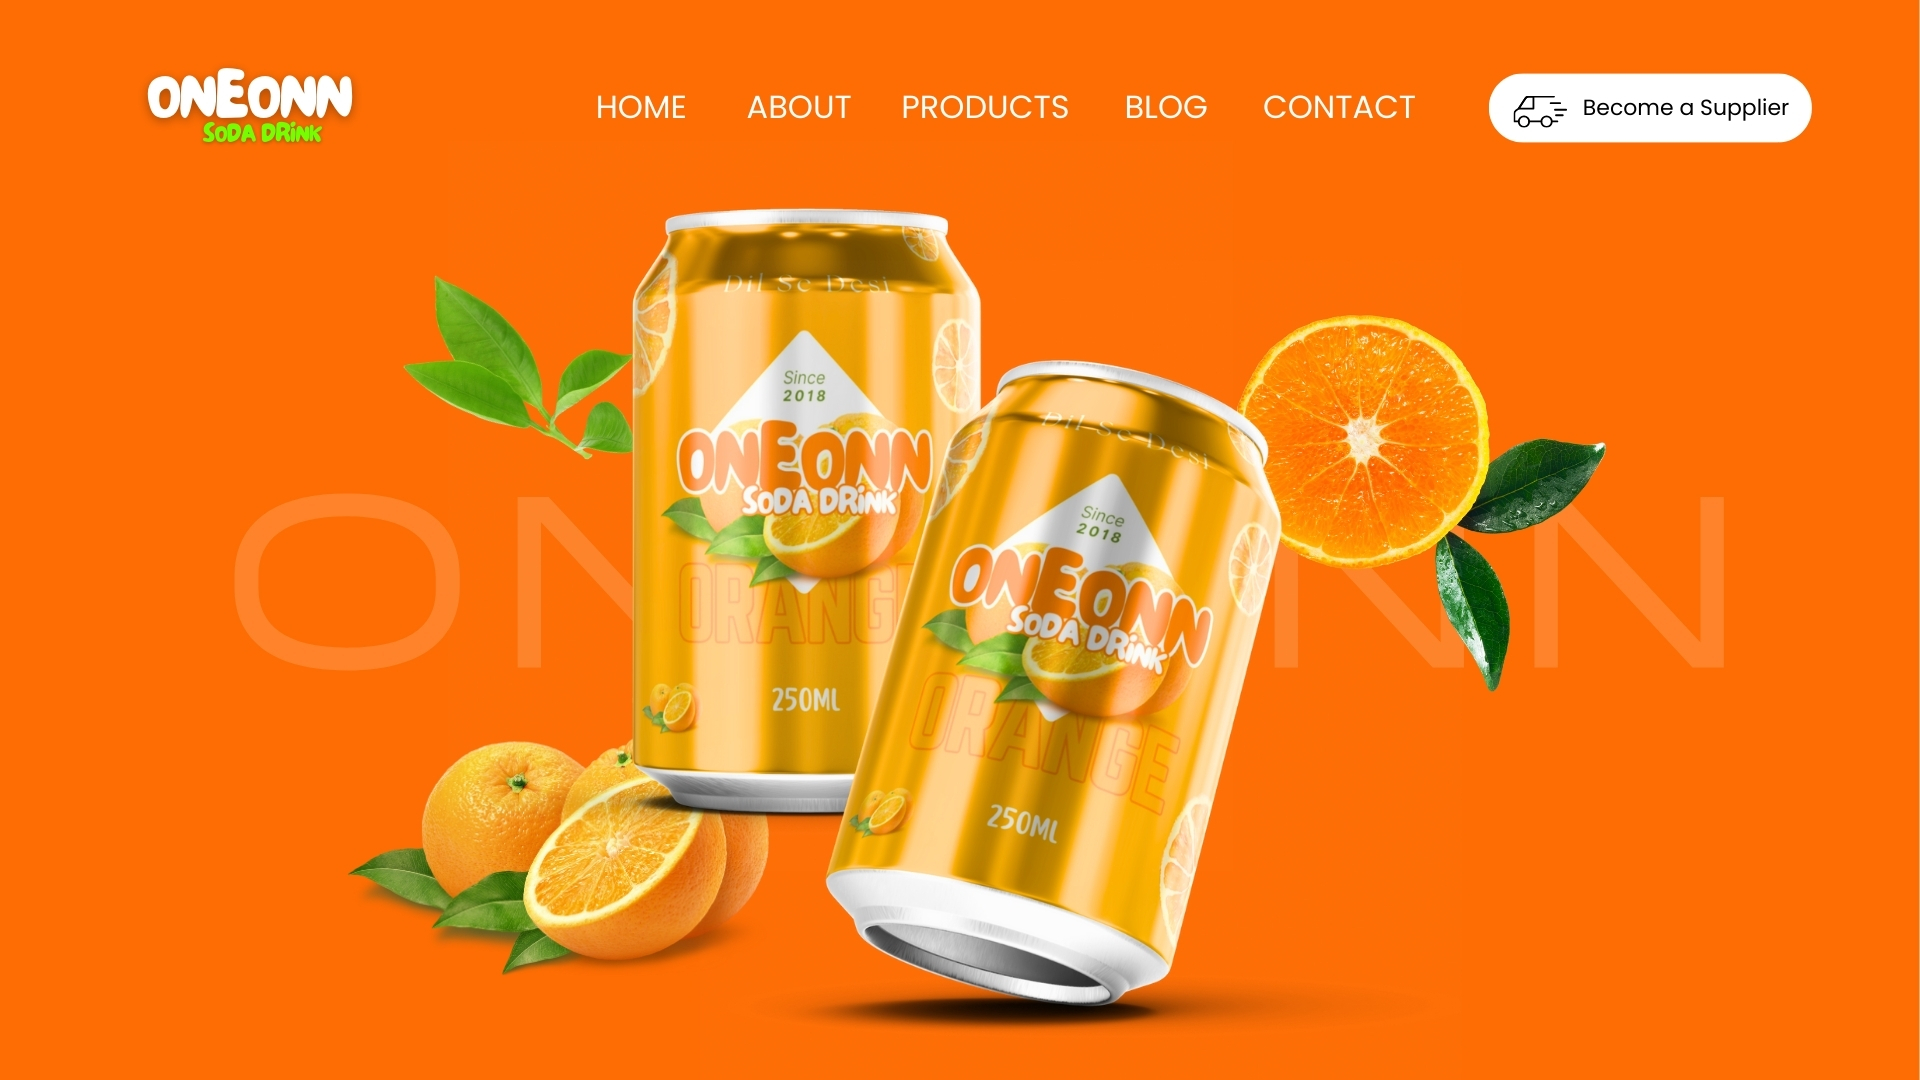 ONEONN
SODA DRINK
HOME
ABOUT
PRODUCTS
BLOG
CONTACT
Become a Supplier
Dil Se Desi
Since
2018
ONEONN
SODA DRINK
ORANGE
250ML
Dil Se Desi
Since
2018
ONEONN
SODA DRINK
ORANGE
250ML
ONEONN